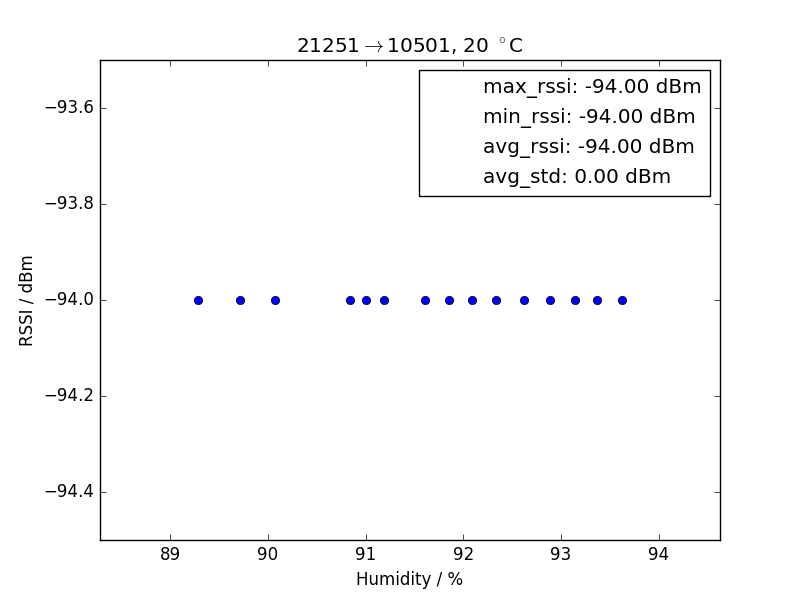 21251→10501, 20 °C
max_rssi: -94.00 dBm
min_rssi: -94.00 dBm
avg_rssi: -94.00 dBm
avg_std: 0.00 dBm
−93.6
−93.8
−94.0
−94.2
−94.4
RSSI / dBm
89 90 91 92 93 94
Humidity / %